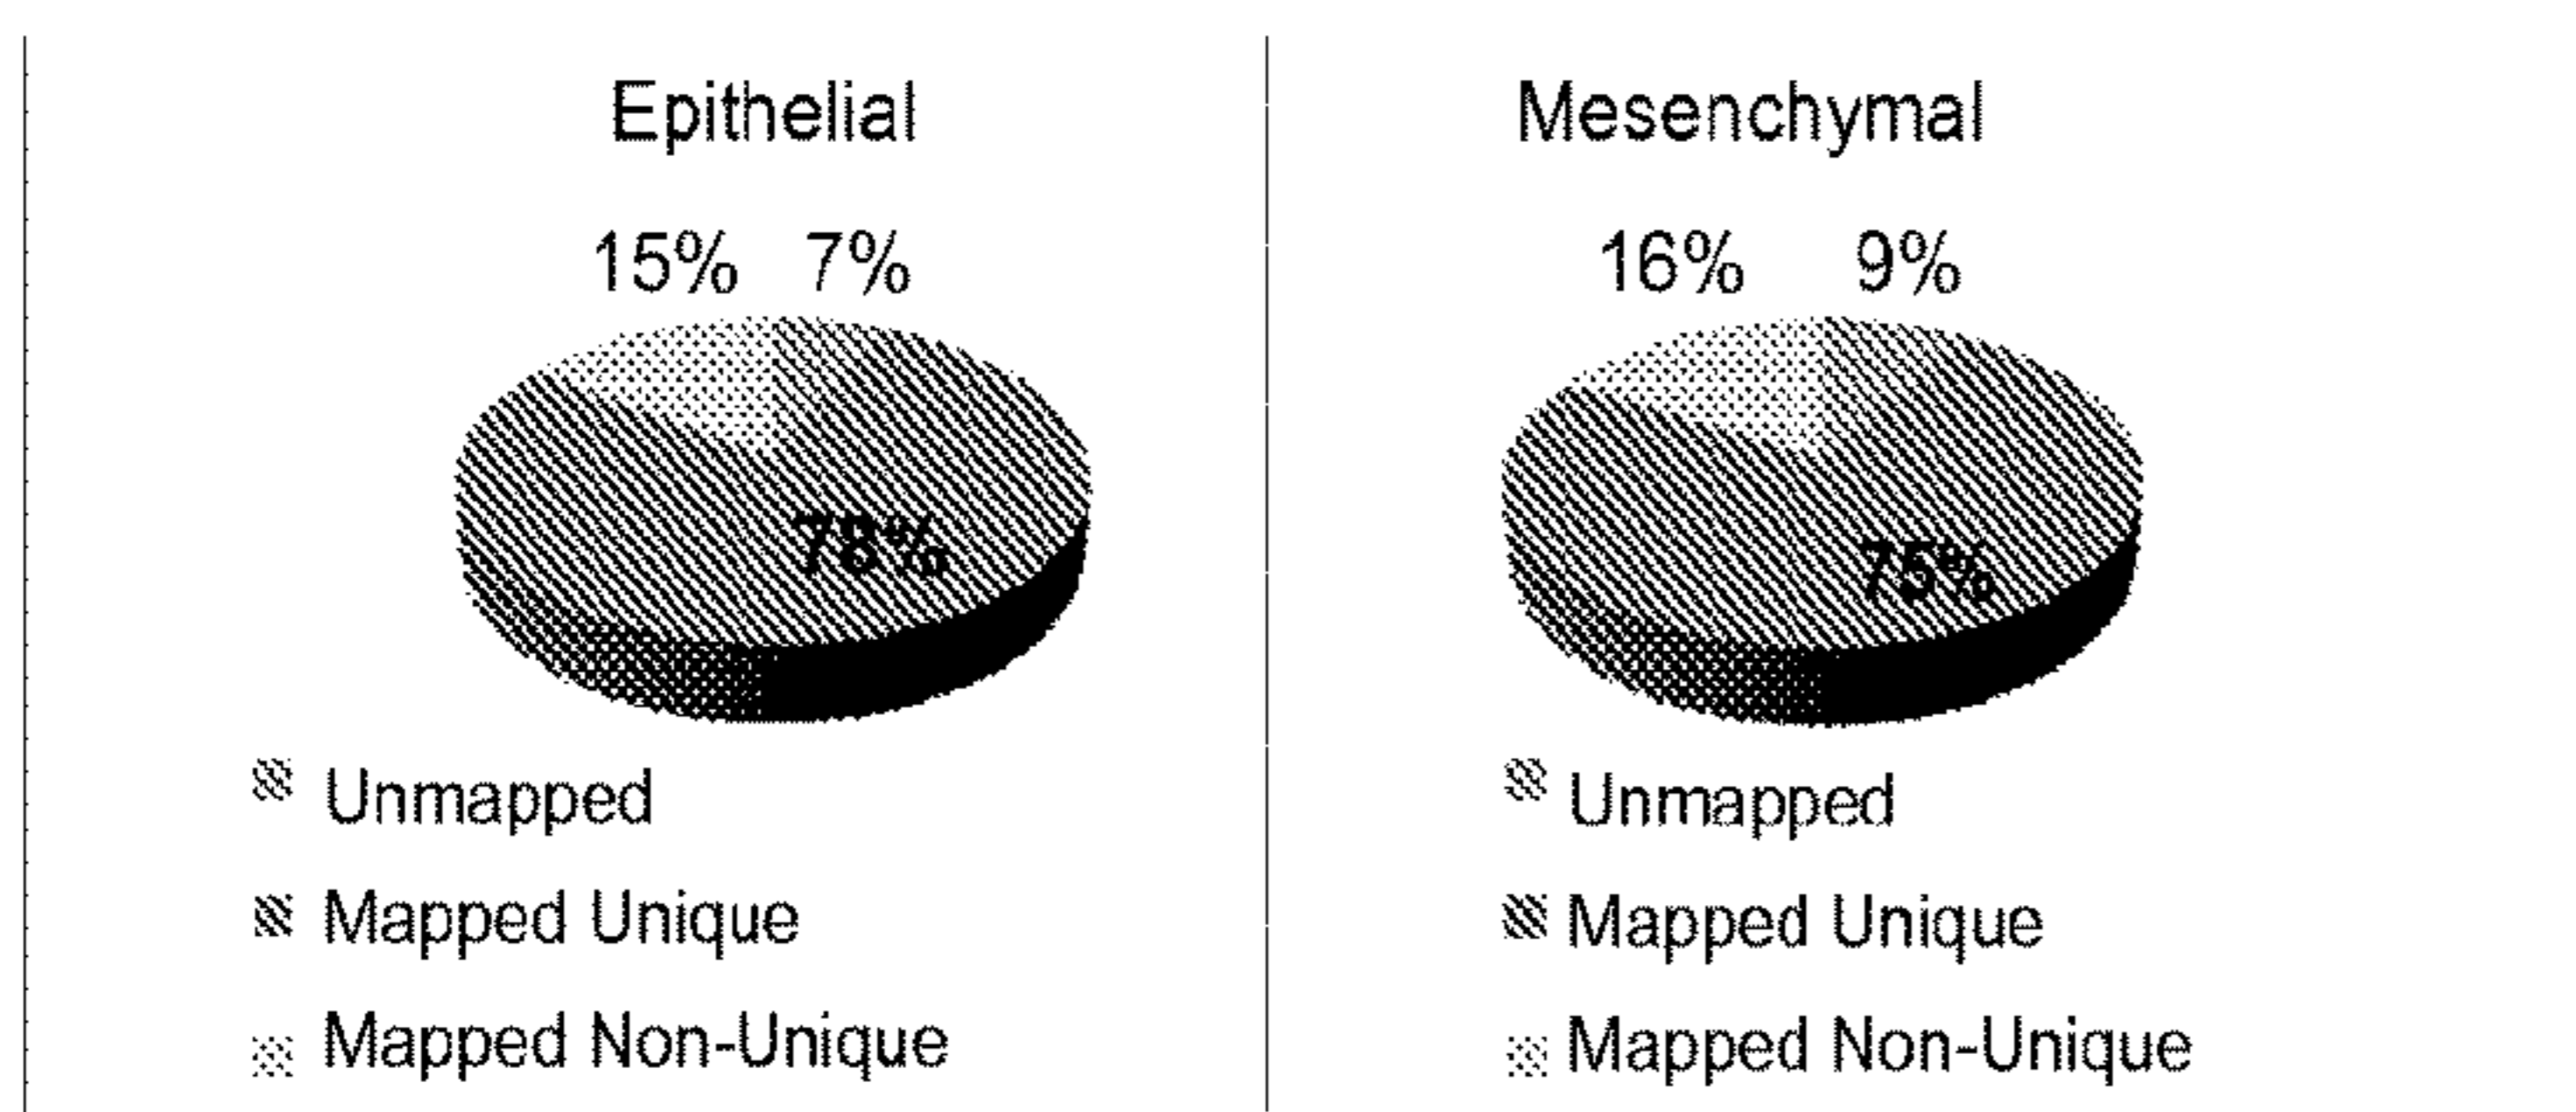 Epithelial
15% 7%
78%
Unmapped
Mapped Unique
Mapped Non-Unique
Mesenchymal
16% 9%
75%
Unmapped
Mapped Unique
Mapped Non-Unique